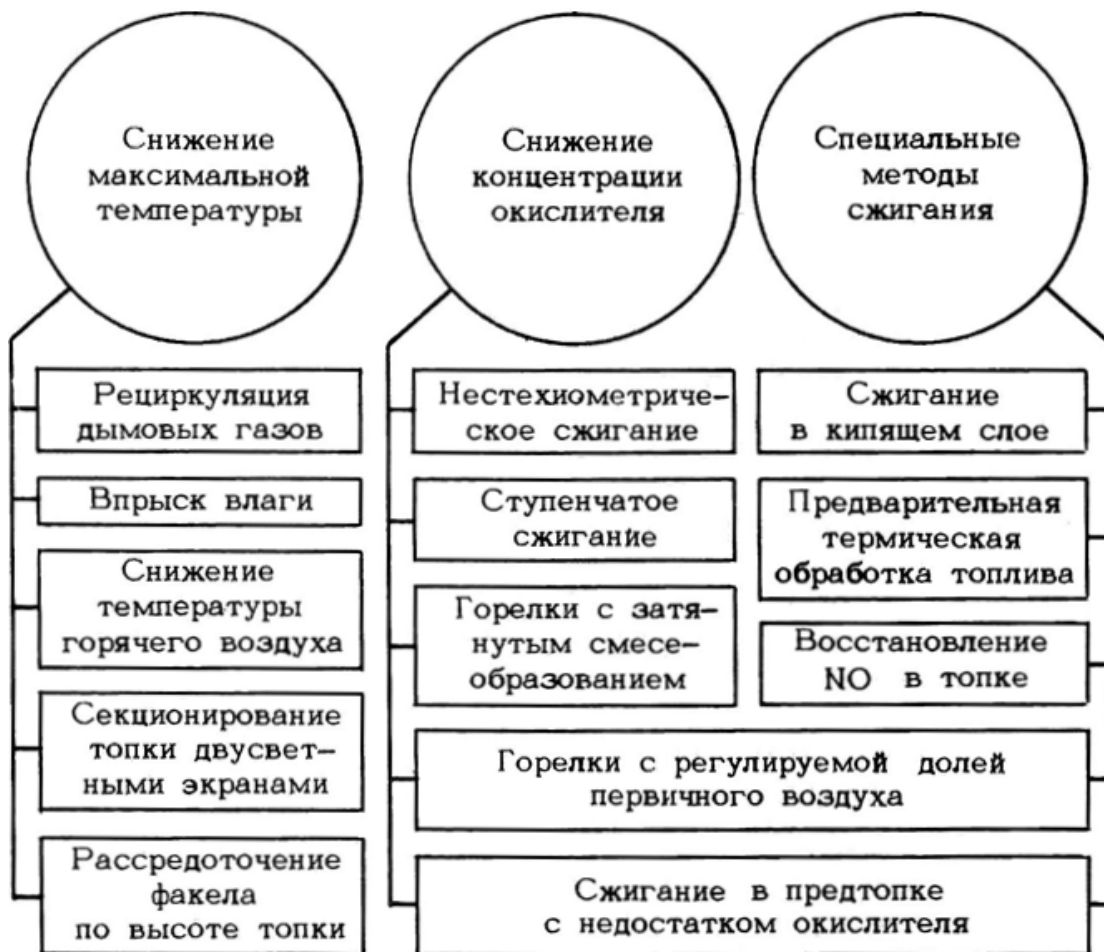 Снижение
максимальной
температуры
Рециркуляция
дымовых газов
Впрыск влаги
Снижение
температуры
горячего воздуха
Секционирование
топки двусвет-
ными экранами
Рассредоточение
факела
по высоте топки
Снижение
концентрации
окислителя
Нестехиометриче-
ское сжигание
Ступенчатое
сжигание
Горелки с затя-
нутым смесе-
образованием
Горелки с регулируемой долей
первичного воздуха
Сжигание в предтопке
с недостатком окислителя
Специальные
методы
сжигания
Сжигание
в кипящем слое
Предварительная
термическая
обработка топлива
Восстановление
NO в топке